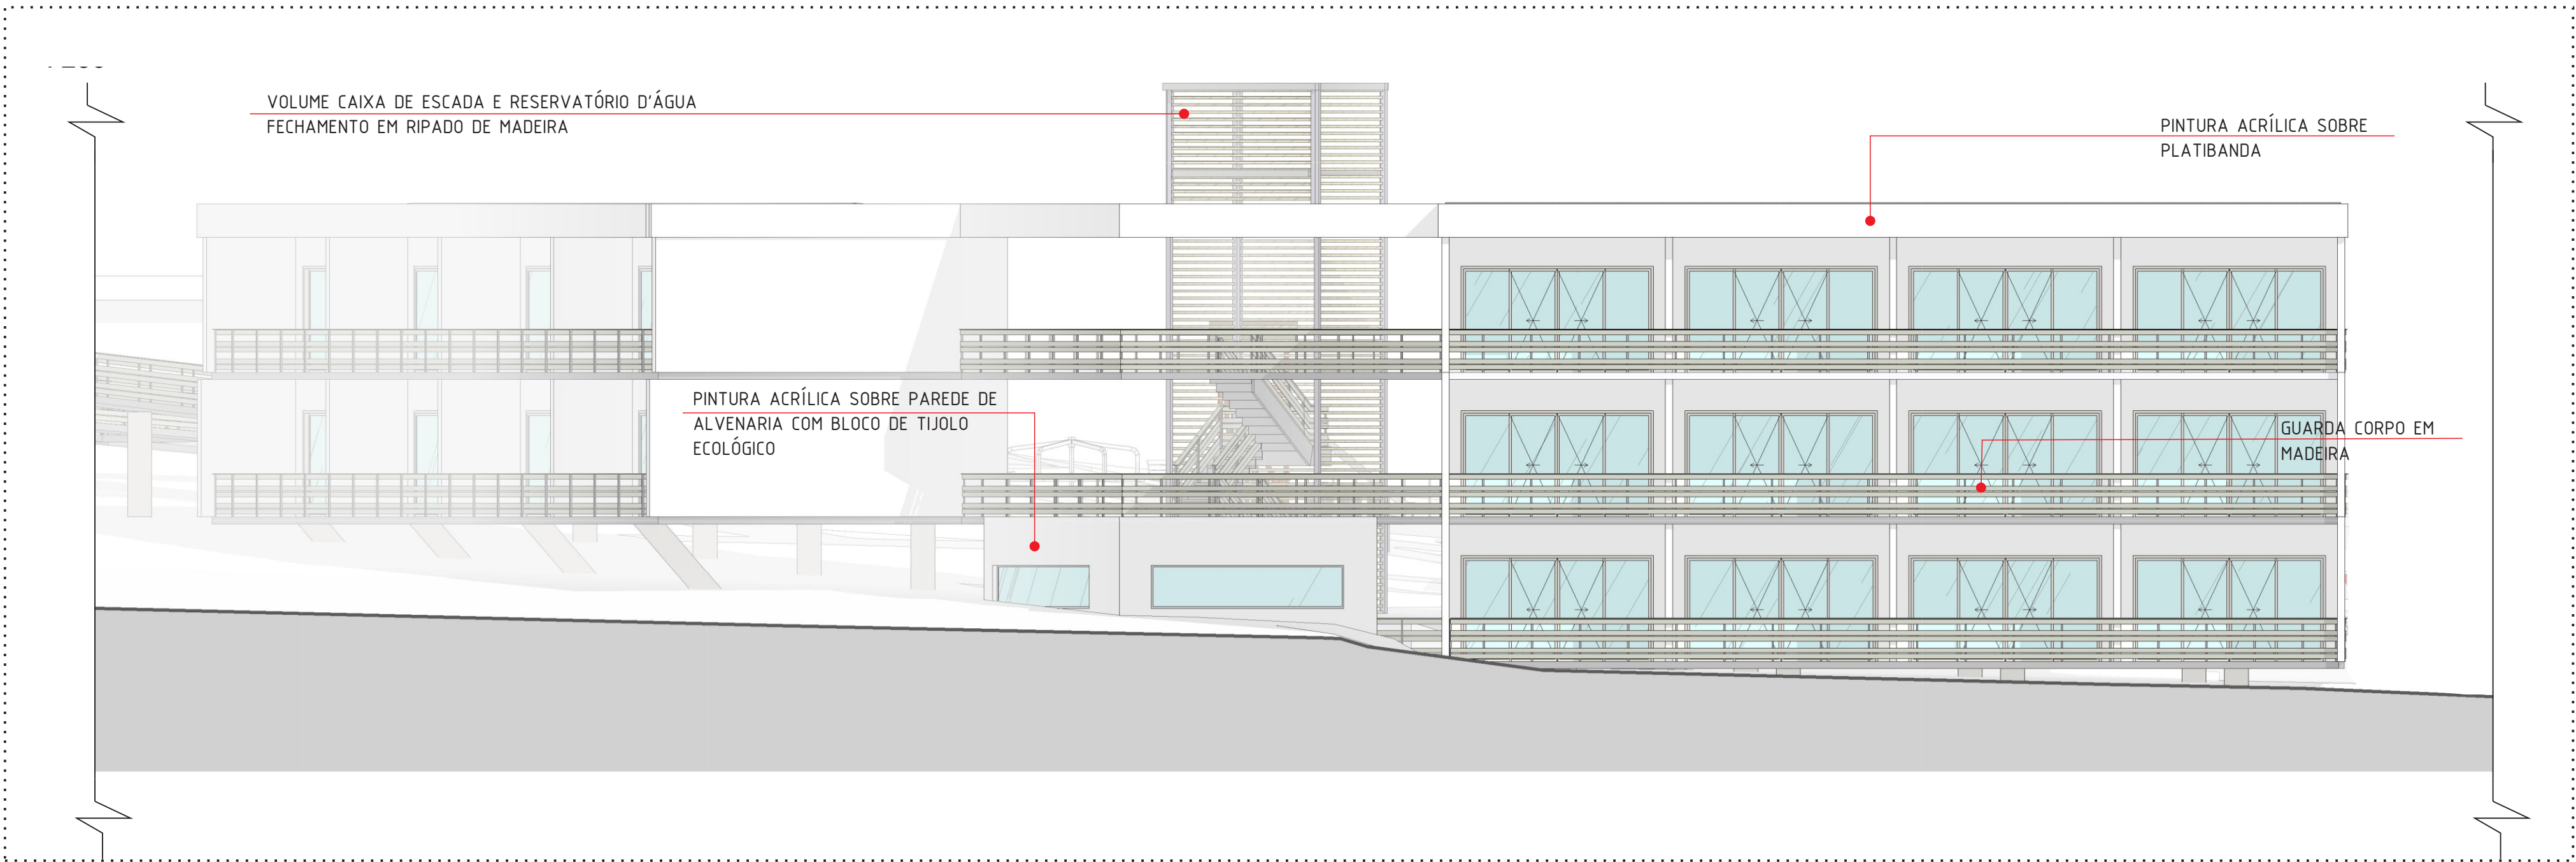 VOLUME CAIXA DE ESCADA E RESERVATÓRIO D'ÁGUA
FECHAMENTO EM RIPADO DE MADEIRA
PINTURA ACRÍLICA SOBRE
PLATIBANDA
PINTURA ACRÍLICA SOBRE PAREDE DE
ALVENARIA COM BLOCO DE TIJOLO
ECOLÓGICO
GUARDA CORPO EM
MADEIRA